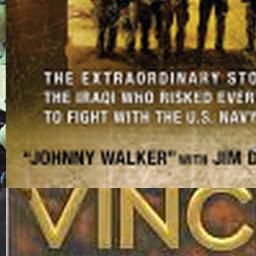 THE EXTRAORDINARY STO
THE IRAQI WHO RISKED EVER
TO FIGHT WITH THE U.S. NAVY
"JOHNNY WALKER" WITH JIM D
VINC